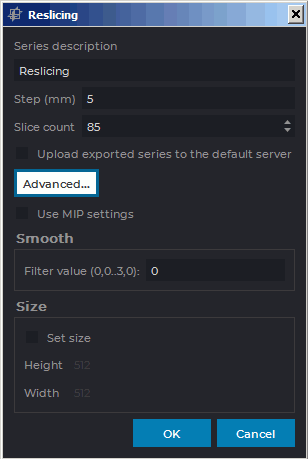 Reslicing
Series description
Reslicing
Step (mm) 5
Slice count 85
Upload exported series to the default server
Advanced...
Use MIP settings
Smooth
Filter value (0,0..3,0): 0
Size
Set size
Height 512
Width 512
OK Cancel